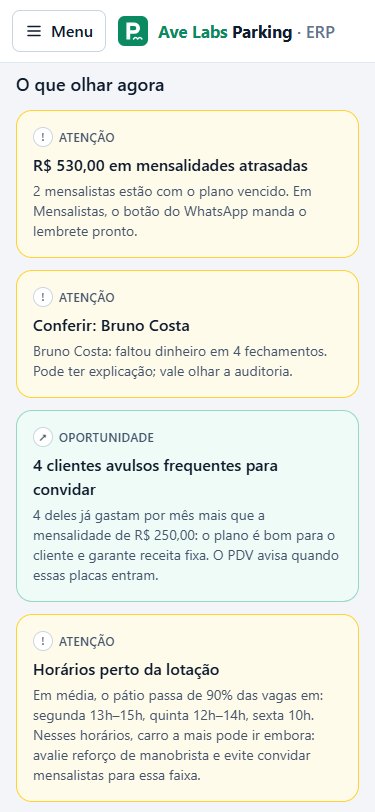 Menu
Ave Labs Parking · ERP
O que olhar agora
! ATENÇÃO
R$ 530,00 em mensalidades atrasadas
2 mensalistas estão com o plano vencido. Em
Mensalistas, o botão do WhatsApp manda o
lembrete pronto.
! ATENÇÃO
Conferir: Bruno Costa
Bruno Costa: faltou dinheiro em 4 fechamentos.
Pode ter explicação; vale olhar a auditoria.
↗ OPORTUNIDADE
4 clientes avulsos frequentes para
convidar
4 deles já gastam por mês mais que a
mensalidade de R$ 250,00: o plano é bom para o
cliente e garante receita fixa. O PDV avisa quando
essas placas entram.
! ATENÇÃO
Horários perto da lotação
Em média, o pátio passa de 90% das vagas em:
segunda 13h–15h, quinta 12h–14h, sexta 10h.
Nesses horários, carro a mais pode ir embora:
avalie reforço de manobrista e evite convidar
mensalistas para essa faixa.